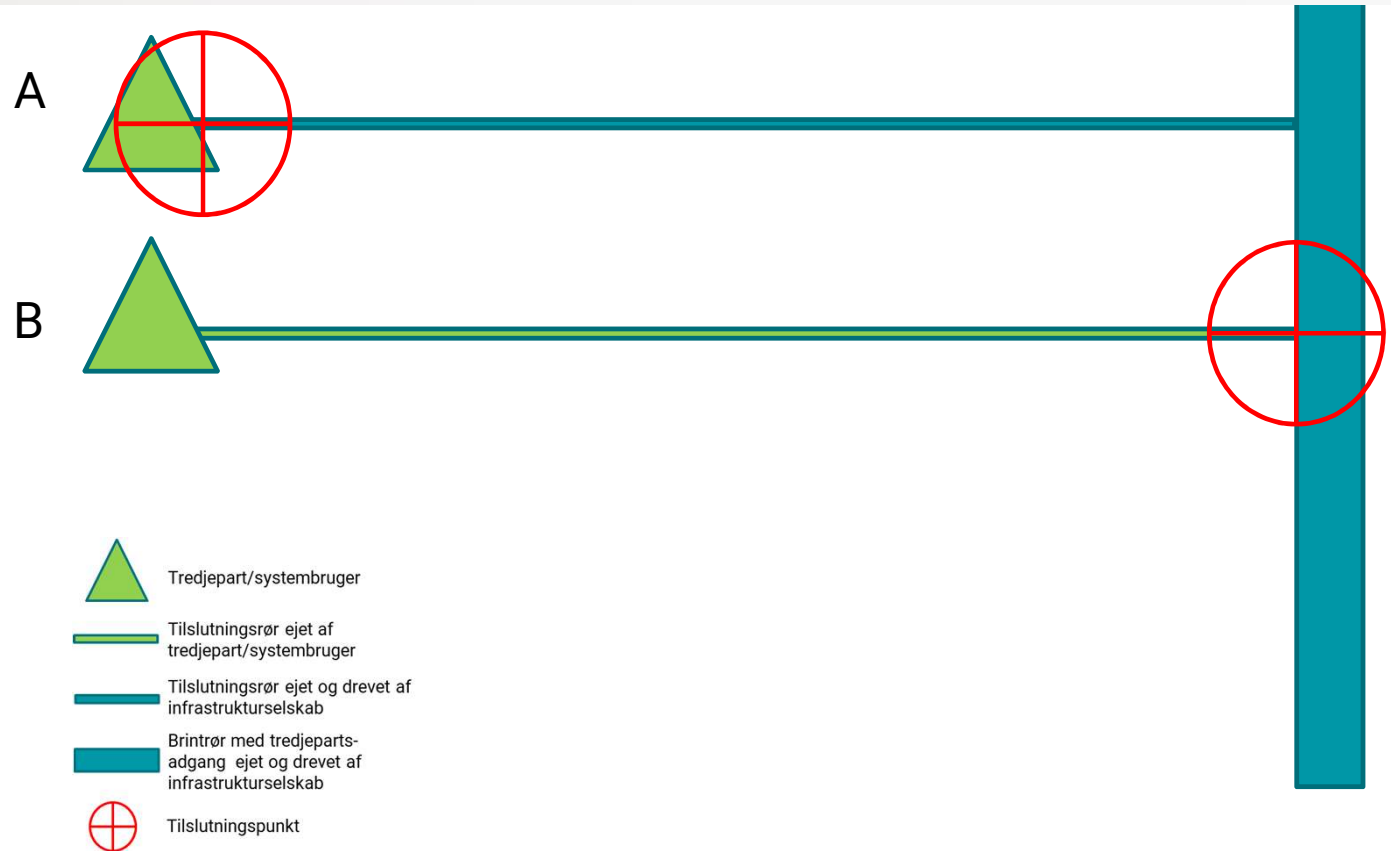 A
B
Tredjepart/systembruger
Tilslutningsrør ejet af
tredjepart/systembruger
Tilslutningsrør ejet og drevet af
infrastrukturselskab
Brintrør med tredjeparts-
adgang ejet og drevet af
infrastrukturselskab
Tilslutningspunkt